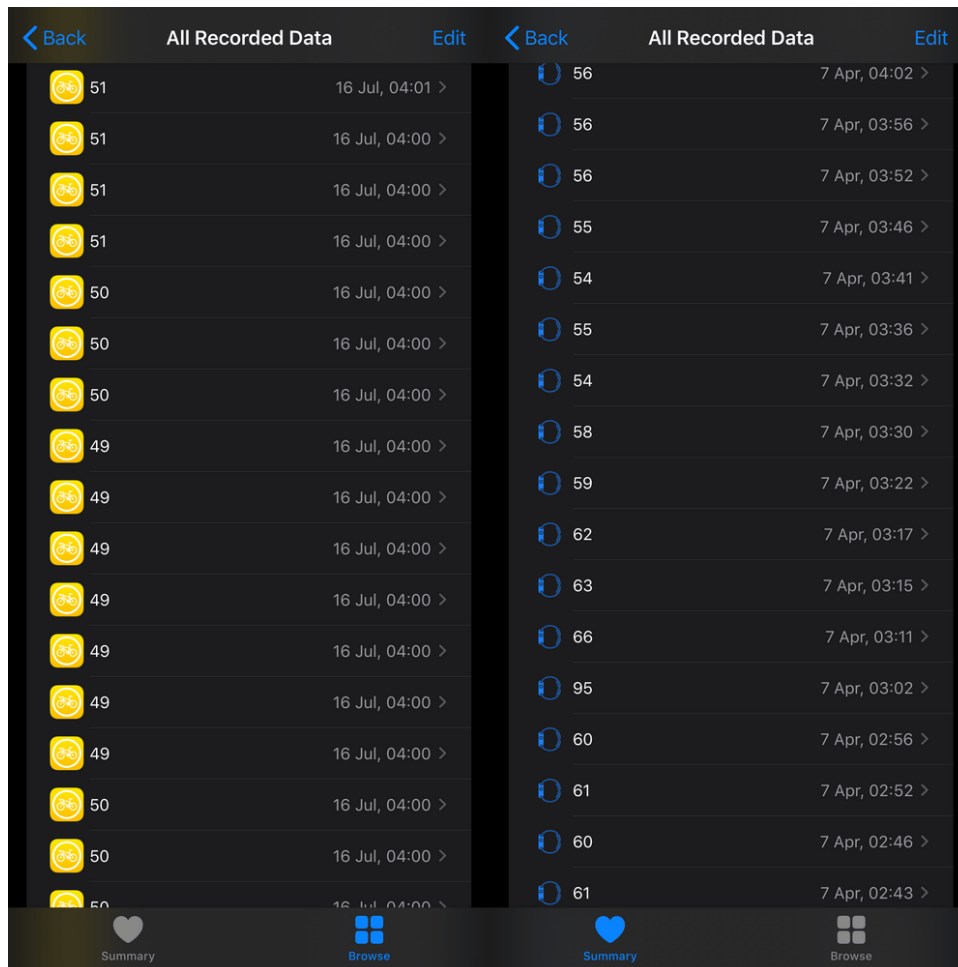 Back All Recorded Data Edit
51 16 Jul, 04:01
51 16 Jul, 04:00
51 16 Jul, 04:00
51 16 Jul, 04:00
50 16 Jul, 04:00
50 16 Jul, 04:00
50 16 Jul, 04:00
49 16 Jul, 04:00
49 16 Jul, 04:00
49 16 Jul, 04:00
49 16 Jul, 04:00
49 16 Jul, 04:00
49 16 Jul, 04:00
49 16 Jul, 04:00
50 16 Jul, 04:00
50 16 Jul, 04:00
50 16 Jul, 04:00
Summary Browse
Back All Recorded Data Edit
56 7 Apr, 04:02
56 7 Apr, 03:56
56 7 Apr, 03:52
55 7 Apr, 03:46
54 7 Apr, 03:41
55 7 Apr, 03:36
54 7 Apr, 03:32
58 7 Apr, 03:30
59 7 Apr, 03:22
62 7 Apr, 03:17
63 7 Apr, 03:15
66 7 Apr, 03:11
95 7 Apr, 03:02
60 7 Apr, 02:56
61 7 Apr, 02:52
60 7 Apr, 02:46
61 7 Apr, 02:43
Summary Browse